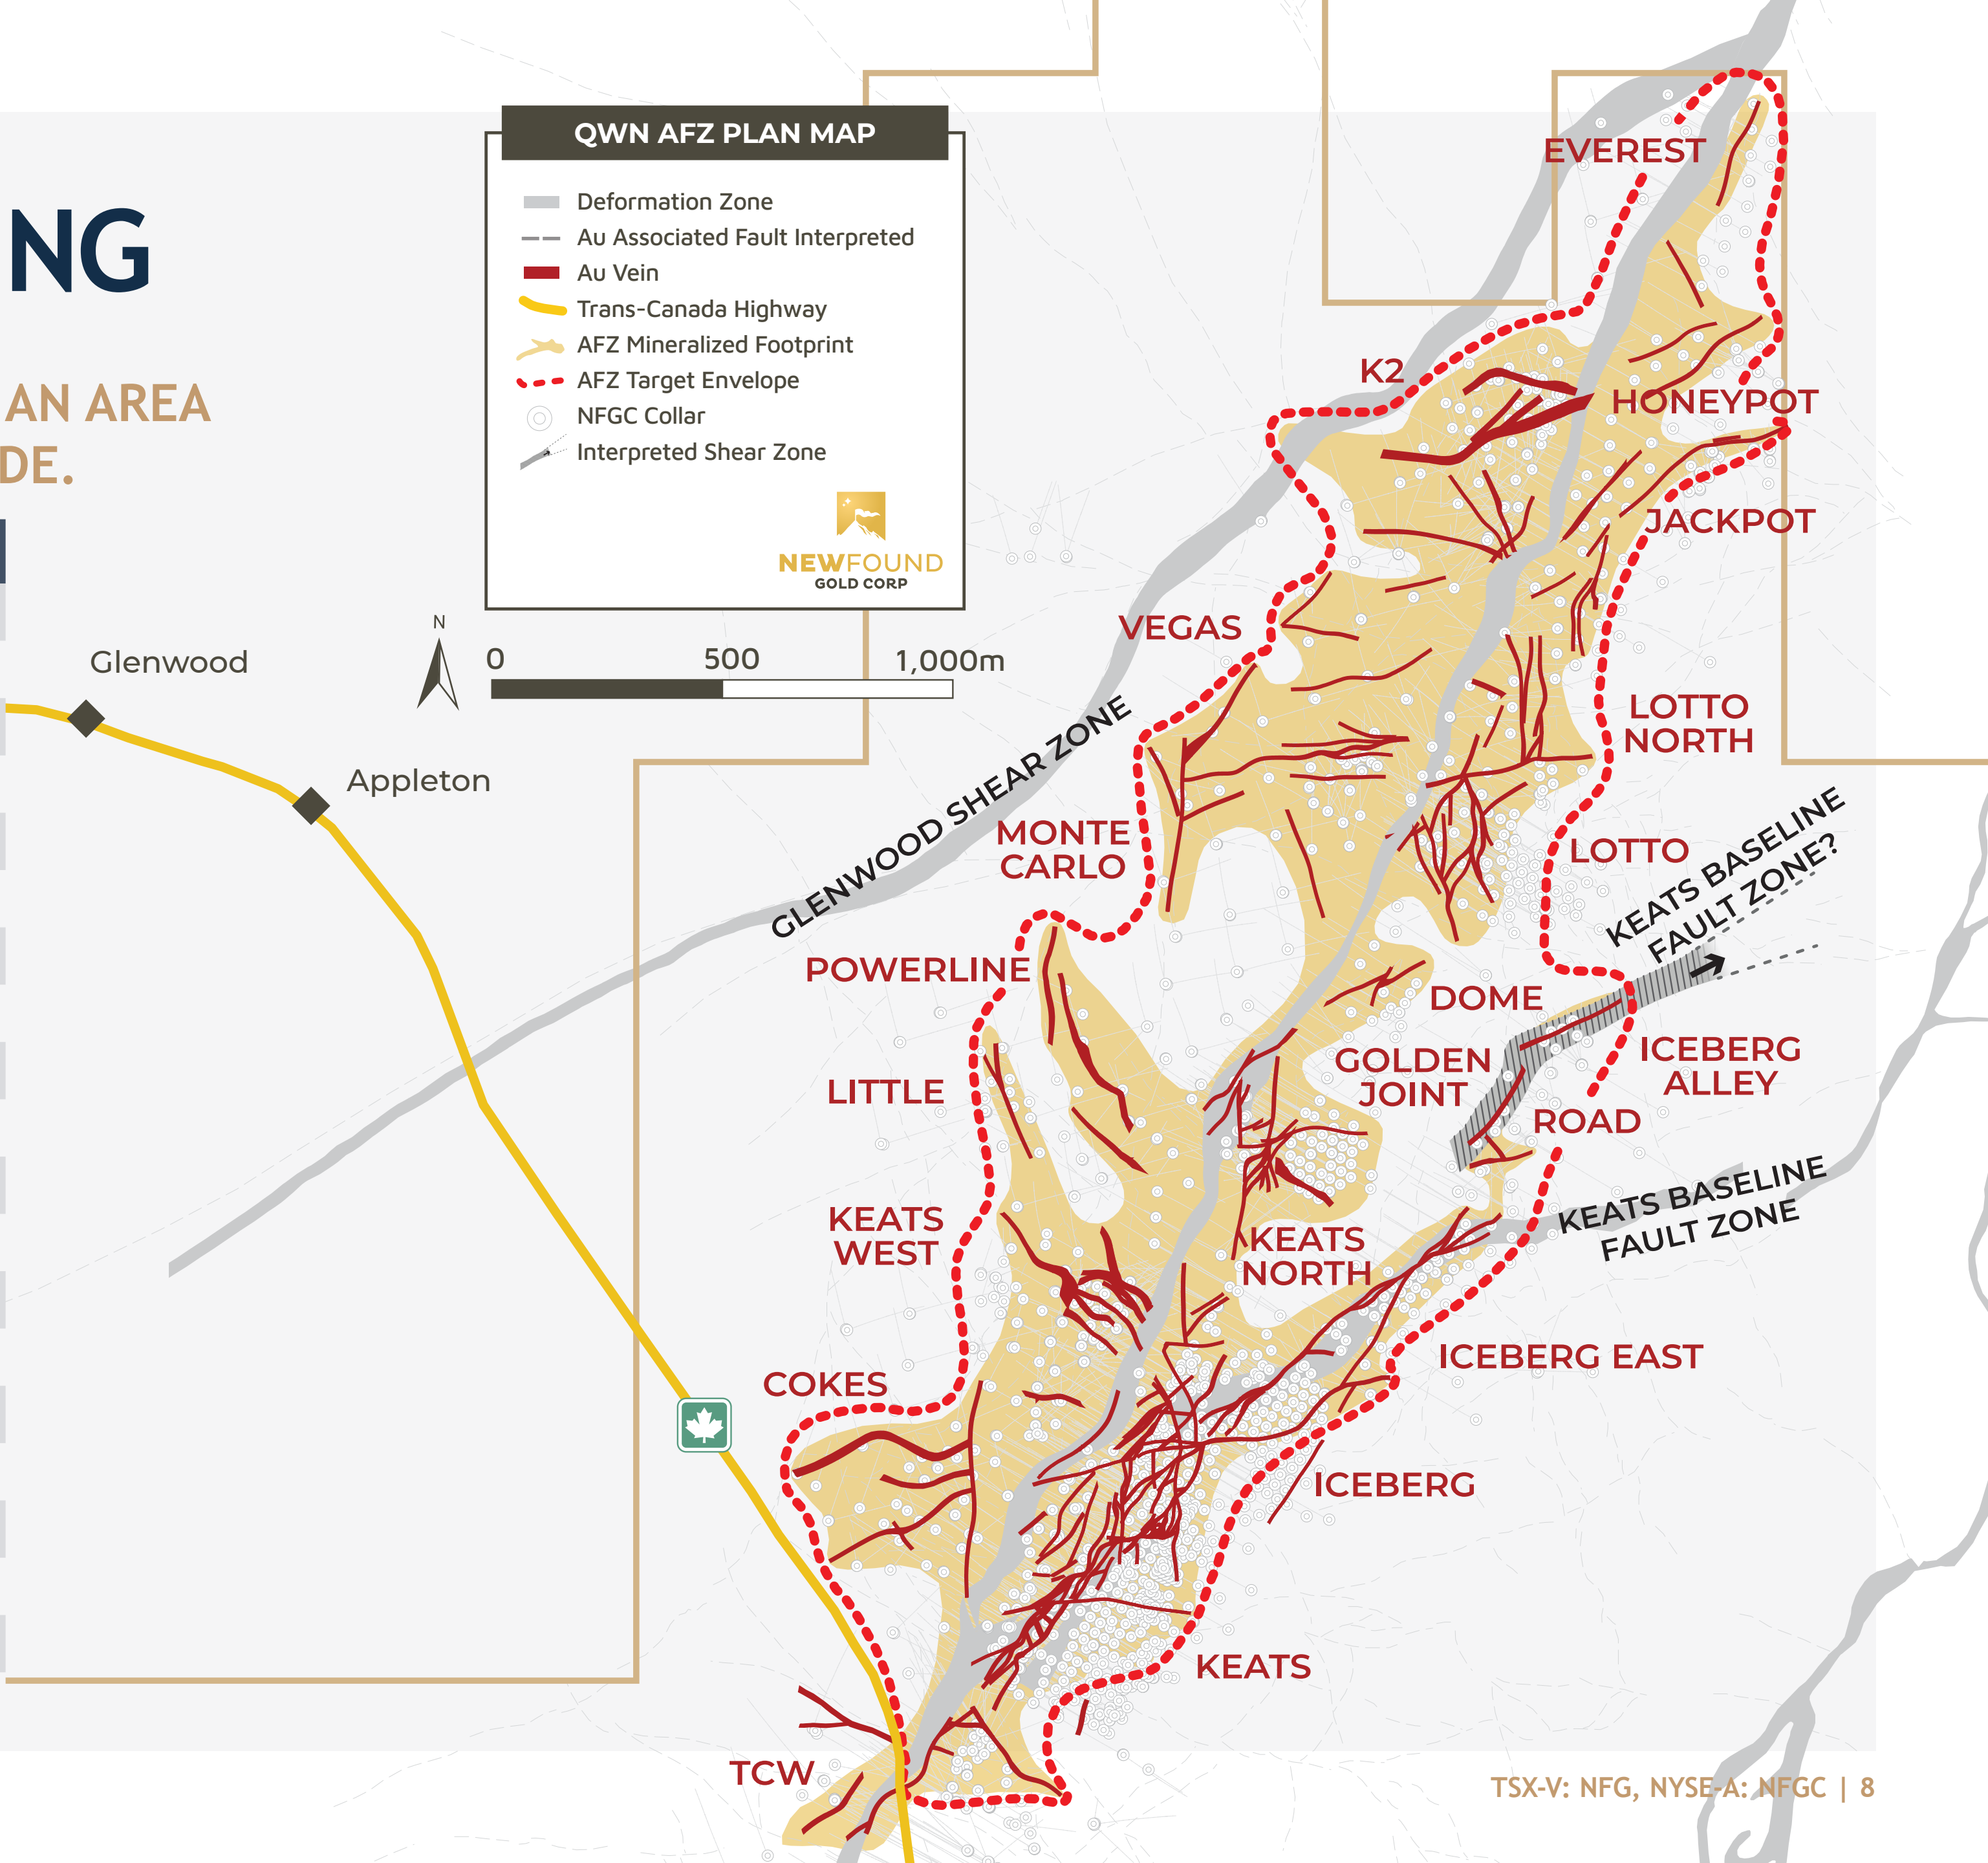 NG
AN AREA
DE.
QWN AFZ PLAN MAP
Deformation Zone
Au Associated Fault Interpreted
Au Vein
Trans-Canada Highway
AFZ Mineralized Footprint
AFZ Target Envelope
NFGC Collar
Interpreted Shear Zone
NEWFOUND
GOLD CORP
N
0 500 1,000m
Glenwood
Appleton
EVEREST
K2
HONEYPOT
JACKPOT
VEGAS
LOTTO
NORTH
GLENWOOD SHEAR ZONE
MONTE
CARLO
LOTTO
KEATS BASELINE
FAULT ZONE?
POWERLINE
DOME
LITTLE
GOLDEN
JOINT
ICEBERG
ALLEY
ROAD
KEATS
WEST
KEATS
NORTH
KEATS BASELINE
FAULT ZONE
COKES
ICEBERG EAST
ICEBERG
KEATS
TCW
TSX-V: NFG, NYSE-A: NFGC | 8